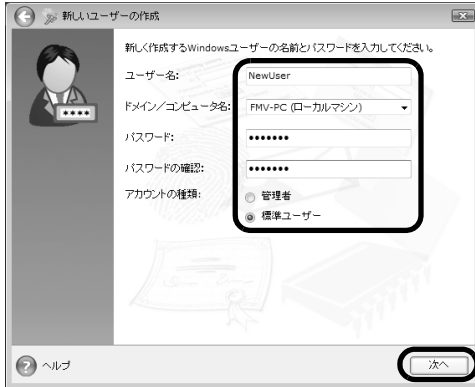 新しいユーザーの作成
新しく作成するWindowsユーザーの名前とパスワードを入力してください。
ユーザー名: NewUser
ドメイン/コンピュータ名: FMV-PC (ローカルマシン)
パスワード: •••••••
パスワードの確認: •••••••
アカウントの種類: 管理者
標準ユーザー
****
ヘルプ 次へ